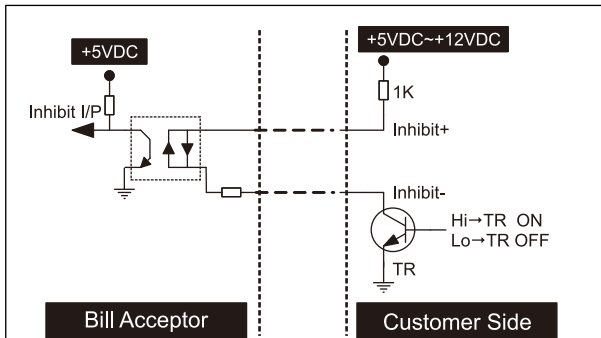 +5VDC
+5VDC~+12VDC
1K
Inhibit I/P
Inhibit+
Inhibit-
Hi→TR ON
Lo→TR OFF
TR
Bill Acceptor
Customer Side